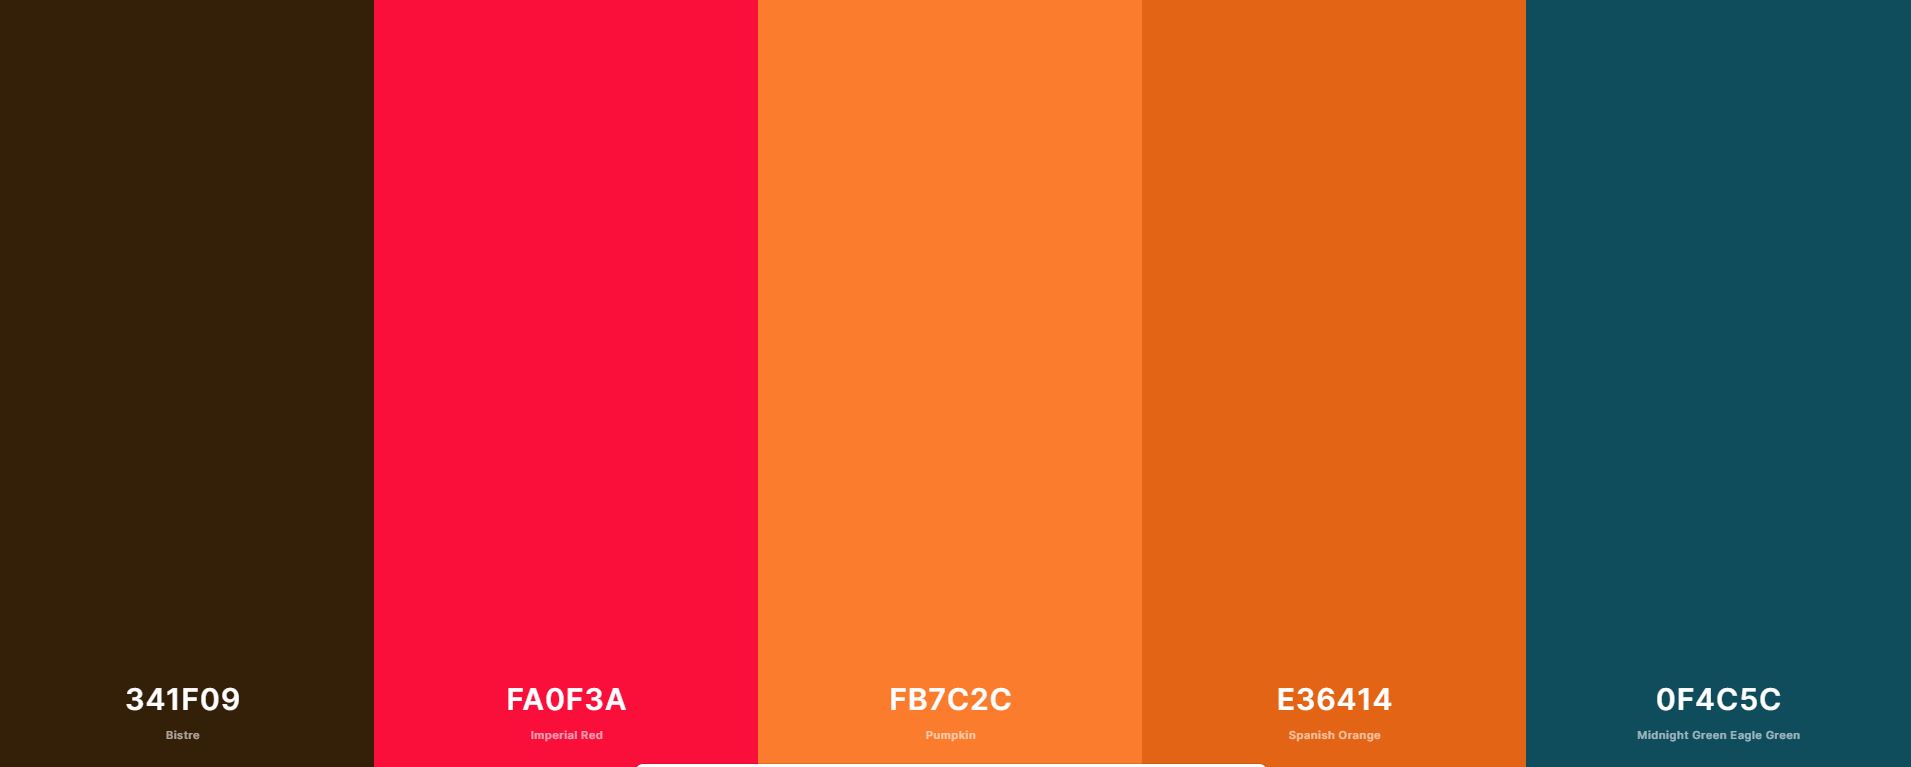 341F09
Bistre
FA0F3A
Imperial Red
FB7C2C
Pumpkin
E36414
Spanish Orange
0F4C5C
Midnight Green Eagle Green